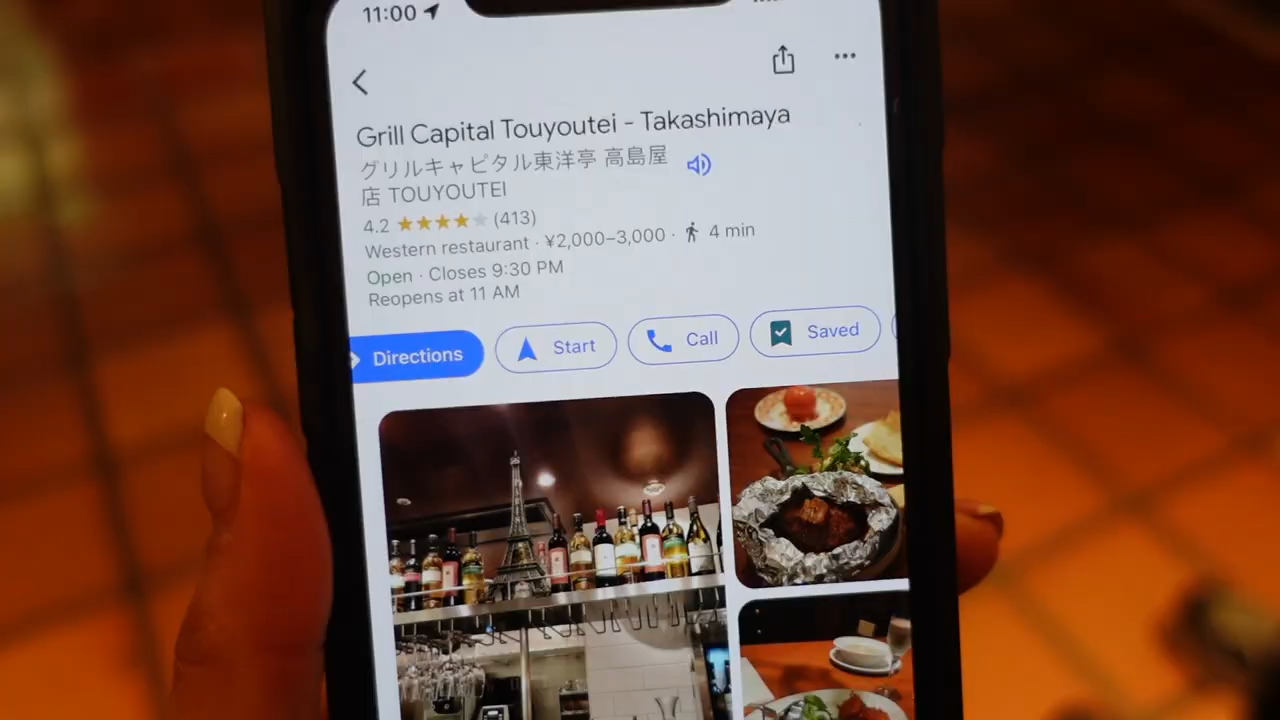 11:00
Grill Capital Touyoutei - Takashimaya
グリルキャピタル東洋亭 高島屋
店 TOUYOUTEI
4.2 ★★★★★ (413)
Western restaurant · ¥2,000–3,000 · 4 min
Open · Closes 9:30 PM
Reopens at 11 AM
Directions
Start
Call
Saved